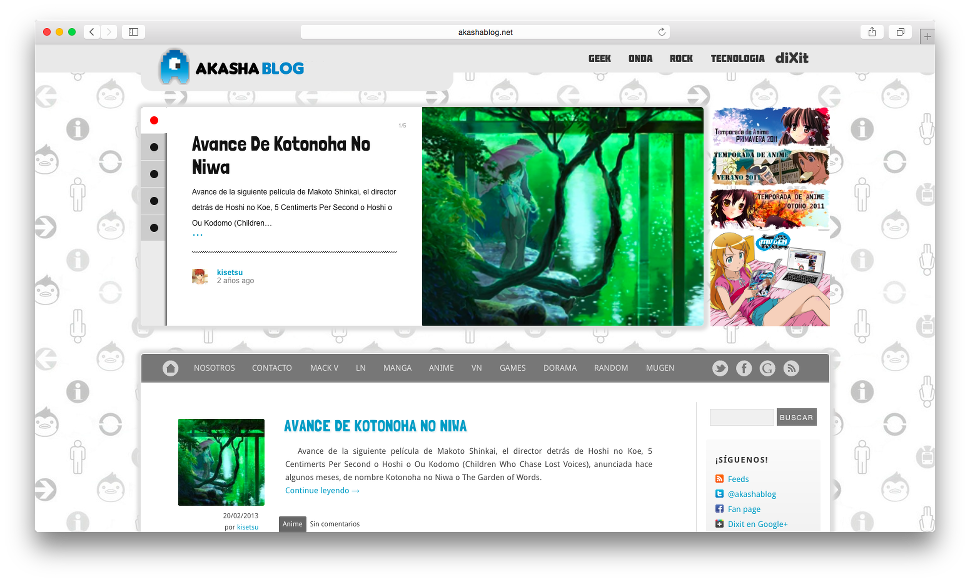 akashablog.net
AKASHA BLOG
GEEK ONDA ROCK TECNOLOGIA diXit
1/5
Avance De Kotonoha No
Niwa
Avance de la siguiente película de Makoto Shinkai, el director
detrás de Hoshi no Koe, 5 Centimerts Per Second o Hoshi o
Ou Kodomo (Children…
...
kisetsu
2 años ago
Temporada de Anime
PRIMAVERA 2011
TEMPORADA DE ANIME
VERANO 2011
TEMPORADA DE ANIME
OTOÑO 2011
NOSOTROS CONTACTO MACK V LN MANGA ANIME VN GAMES DORAMA RANDOM MUGEN
BUSCAR
AVANCE DE KOTONOHA NO NIWA
Avance de la siguiente película de Makoto Shinkai, el director detrás de Hoshi no Koe, 5
Centimerts Per Second o Hoshi o Ou Kodomo (Children Who Chase Lost Voices), anunciada hace
algunos meses, de nombre Kotonoha no Niwa o The Garden of Words.
Continue leyendo →
20/02/2013
por kisetsu
Anime Sin comentarios
¡SÍGUENOS!
Feeds
@akashablog
Fan page
Dixit en Google+